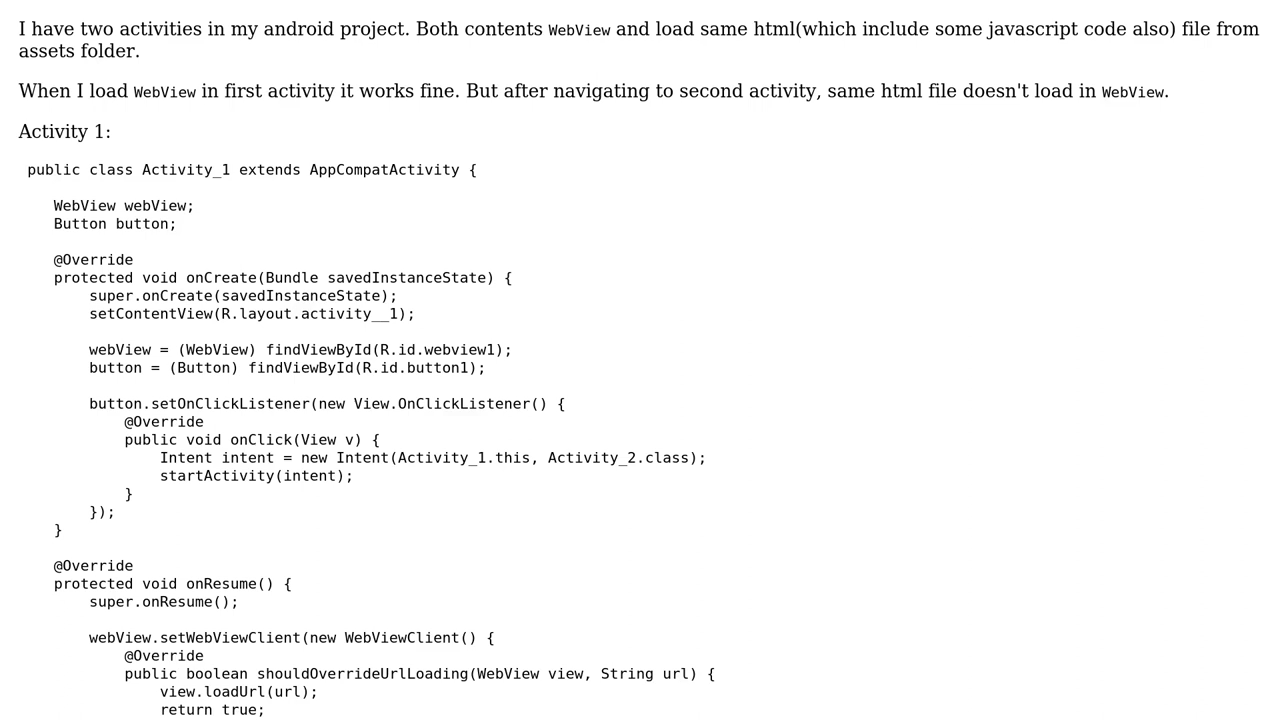 I have two activities in my android project. Both contents WebView and load same html(which include some javascript code also) file from
assets folder.
When I load WebView in first activity it works fine. But after navigating to second activity, same html file doesn't load in WebView.
Activity 1:
public class Activity_1 extends AppCompatActivity {
WebView webView;
Button button;
@Override
protected void onCreate(Bundle savedInstanceState) {
super.onCreate(savedInstanceState);
setContentView(R.layout.activity__1);
webView = (WebView) findViewById(R.id.webview1);
button = (Button) findViewById(R.id.button1);
button.setOnClickListener(new View.OnClickListener() {
@Override
public void onClick(View v) {
Intent intent = new Intent(Activity_1.this, Activity_2.class);
startActivity(intent);
}
});
}
@Override
protected void onResume() {
super.onResume();
webView.setWebViewClient(new WebViewClient() {
@Override
public boolean shouldOverrideUrlLoading(WebView view, String url) {
view.loadUrl(url);
return true;